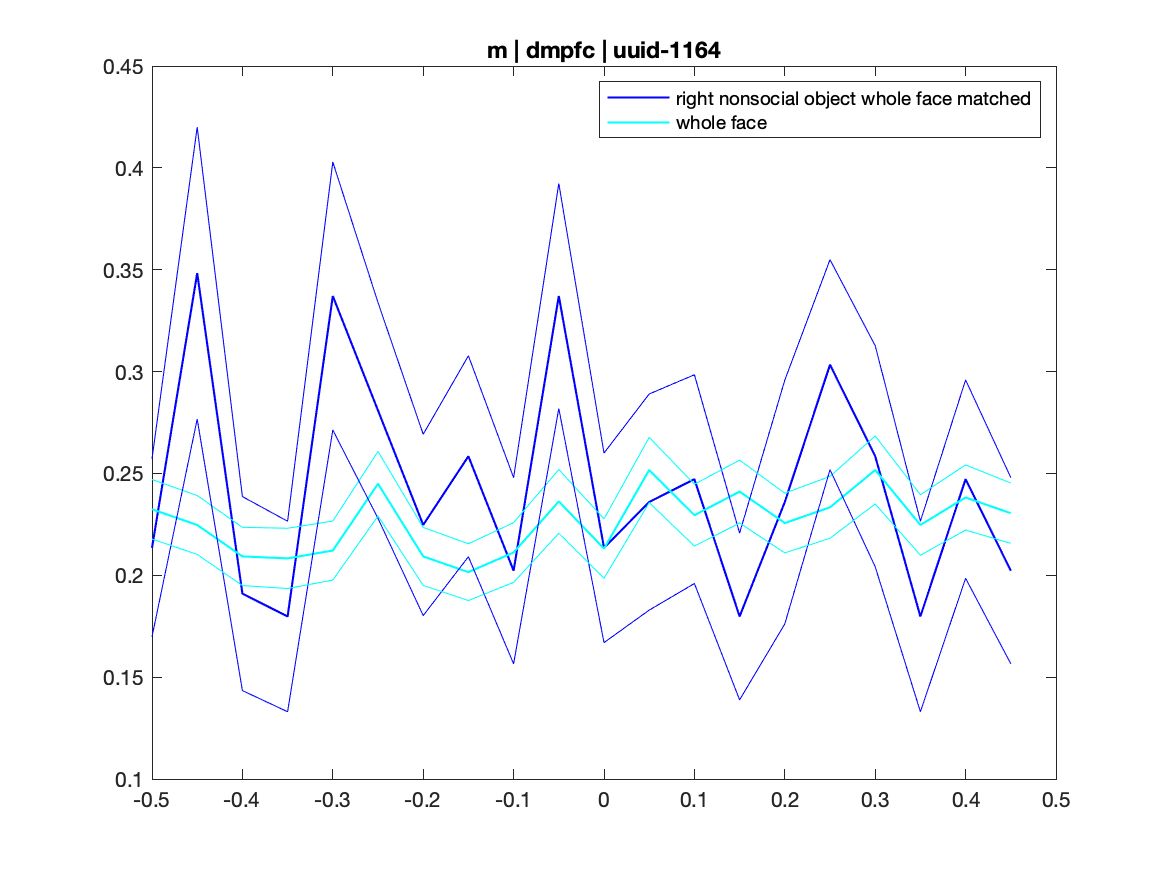 m | dmpfc | uuid-1164
right nonsocial object whole face matched
whole face
0.45
0.4
0.35
0.3
0.25
0.2
0.15
0.1
-0.5 -0.4 -0.3 -0.2 -0.1 0 0.1 0.2 0.3 0.4 0.5